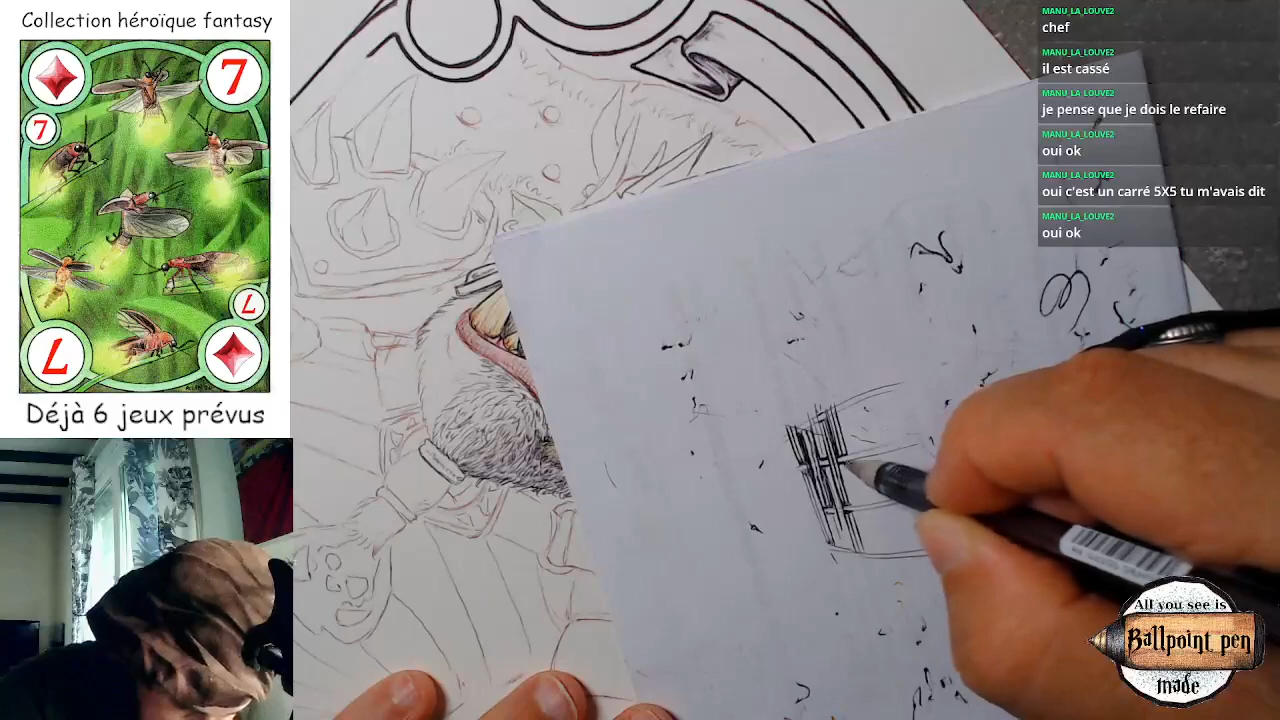 Collection héroïque fantasy
7
7
7
7
Déjà 6 jeux prévus
MANU_LA_LOUVE2
chef
MANU_LA_LOUVE2
il est cassé
MANU_LA_LOUVE2
je pense que je dois le refaire
MANU_LA_LOUVE2
oui ok
MANU_LA_LOUVE2
oui c'est un carré 5X5 tu m'avais dit
MANU_LA_LOUVE2
oui ok
All you see is
Ballpoint pen
made